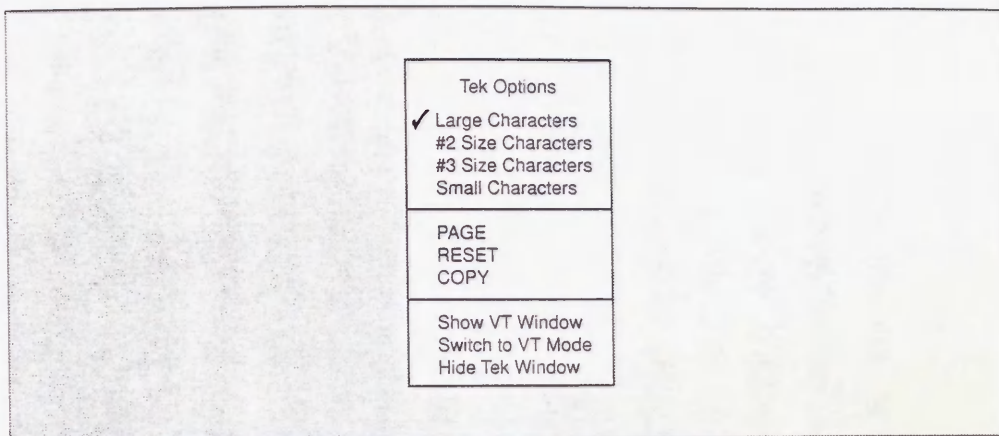 Tek Options
✓ Large Characters
#2 Size Characters
#3 Size Characters
Small Characters
PAGE
RESET
COPY
Show VT Window
Switch to VT Mode
Hide Tek Window